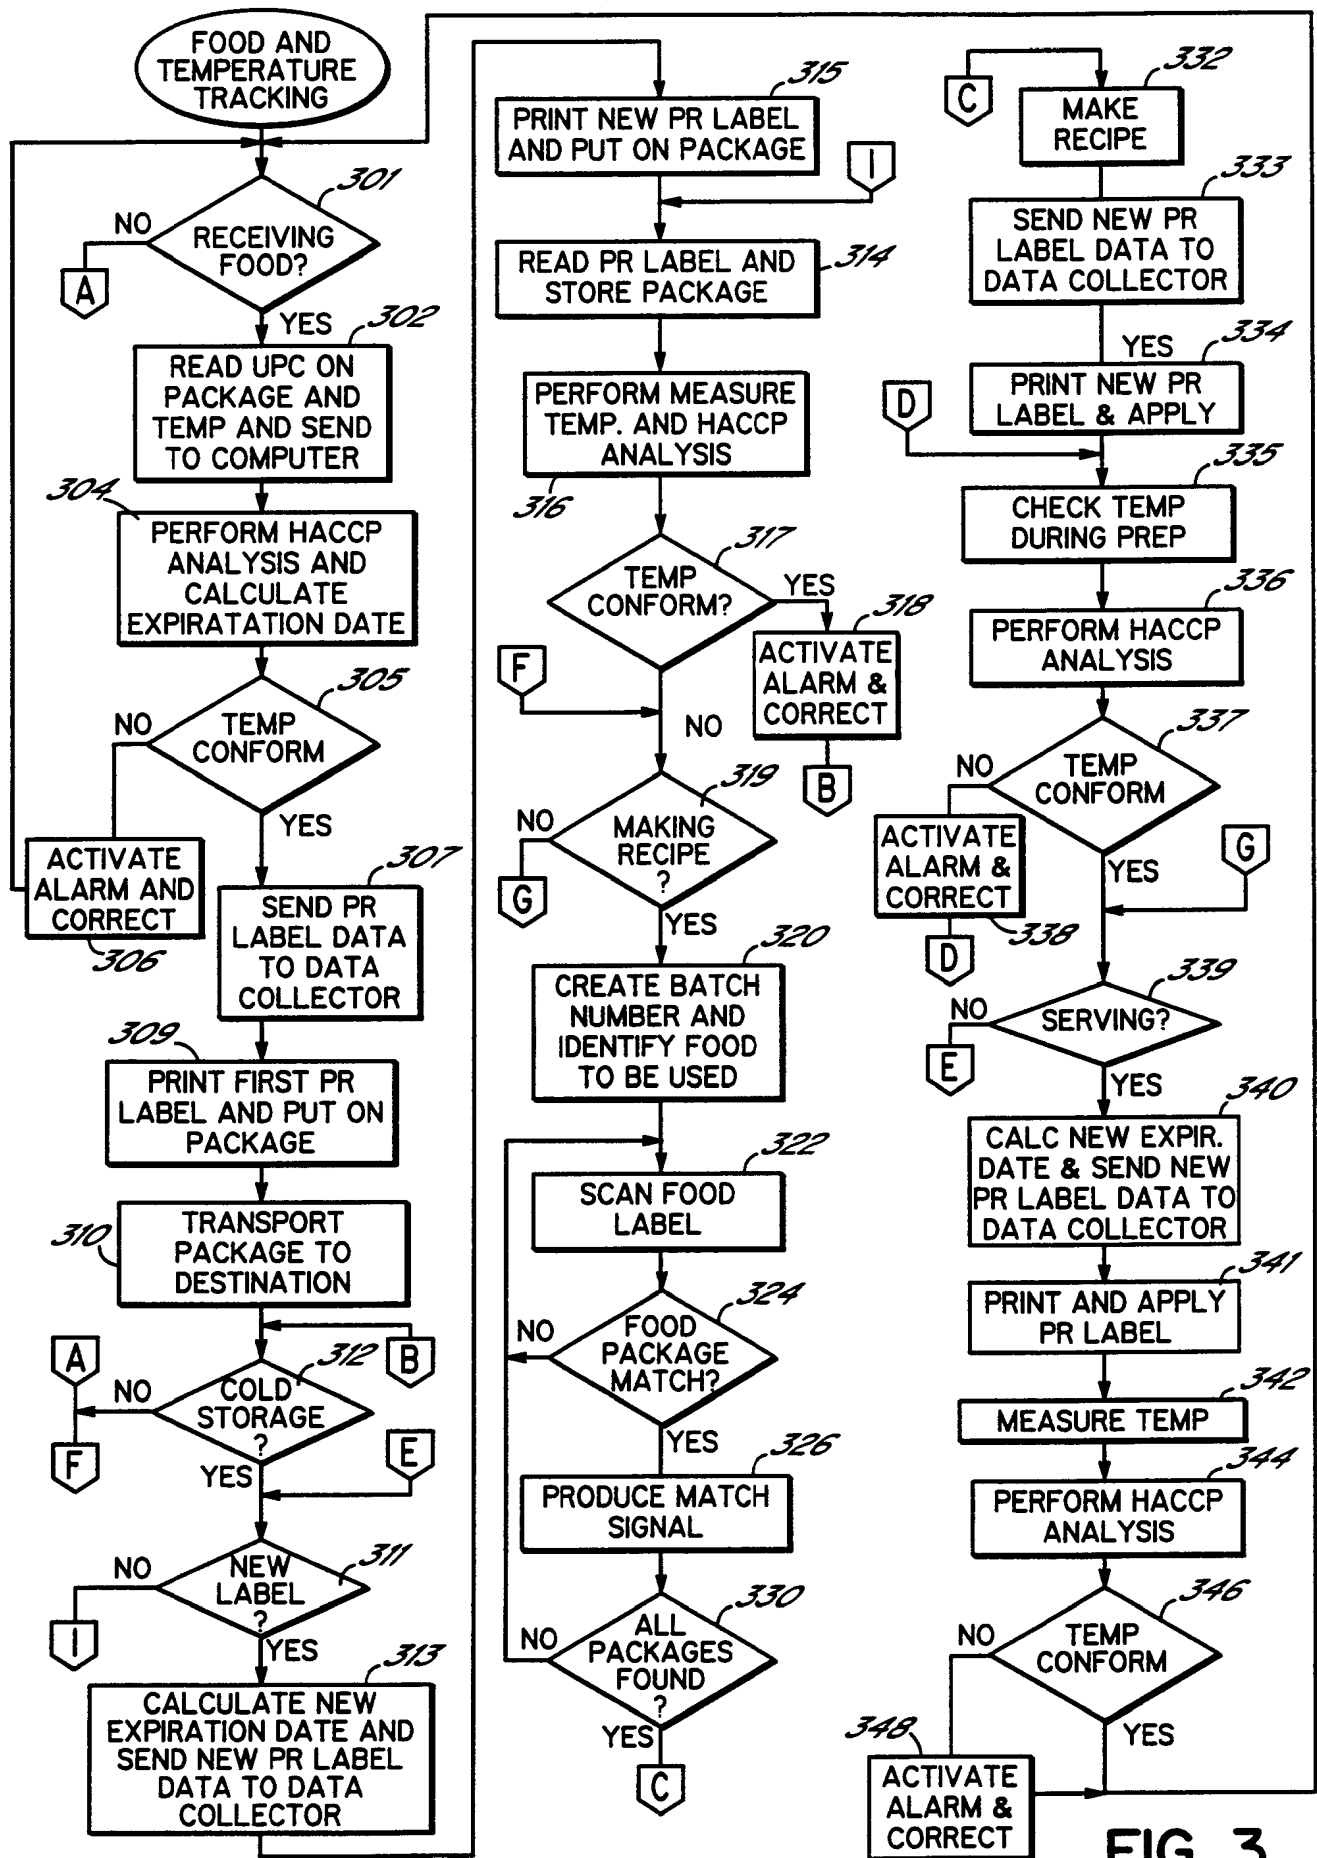 FOOD AND
TEMPERATURE
TRACKING
301
NO
RECEIVING
FOOD?
A
YES
302
READ UPC ON
PACKAGE AND
TEMP AND SEND
TO COMPUTER
304
PERFORM HACCP
ANALYSIS AND
CALCULATE
EXPIRATATION DATE
305
NO
TEMP
CONFORM
YES
ACTIVATE
ALARM AND
CORRECT
306
307
SEND PR
LABEL DATA
TO DATA
COLLECTOR
309
PRINT FIRST PR
LABEL AND PUT ON
PACKAGE
310
TRANSPORT
PACKAGE TO
DESTINATION
A
B
312
NO
COLD
STORAGE
?
F
YES
E
311
NO
NEW
LABEL
?
I
YES
313
CALCULATE NEW
EXPIRATION DATE AND
SEND NEW PR LABEL
DATA TO DATA
COLLECTOR
315
PRINT NEW PR LABEL
AND PUT ON PACKAGE
I
READ PR LABEL AND
STORE PACKAGE
314
PERFORM MEASURE
TEMP. AND HACCP
ANALYSIS
316
317
TEMP
CONFORM?
YES
318
ACTIVATE
ALARM &
CORRECT
B
F
NO
319
NO
MAKING
RECIPE
?
G
YES
320
CREATE BATCH
NUMBER AND
IDENTIFY FOOD
TO BE USED
322
SCAN FOOD
LABEL
324
NO
FOOD
PACKAGE
MATCH?
YES
326
PRODUCE MATCH
SIGNAL
330
NO
ALL
PACKAGES
FOUND
?
YES
C
C
332
MAKE
RECIPE
333
SEND NEW PR
LABEL DATA TO
DATA COLLECTOR
YES
334
PRINT NEW PR
LABEL & APPLY
D
335
CHECK TEMP
DURING PREP
336
PERFORM HACCP
ANALYSIS
337
NO
TEMP
CONFORM
ACTIVATE
ALARM &
CORRECT
338
D
YES
G
339
NO
SERVING?
E
YES
340
CALC NEW EXPIR.
DATE & SEND NEW
PR LABEL DATA TO
DATA COLLECTOR
341
PRINT AND APPLY
PR LABEL
342
MEASURE TEMP
344
PERFORM HACCP
ANALYSIS
346
NO
TEMP
CONFORM
YES
348
ACTIVATE
ALARM &
CORRECT
FIG. 3